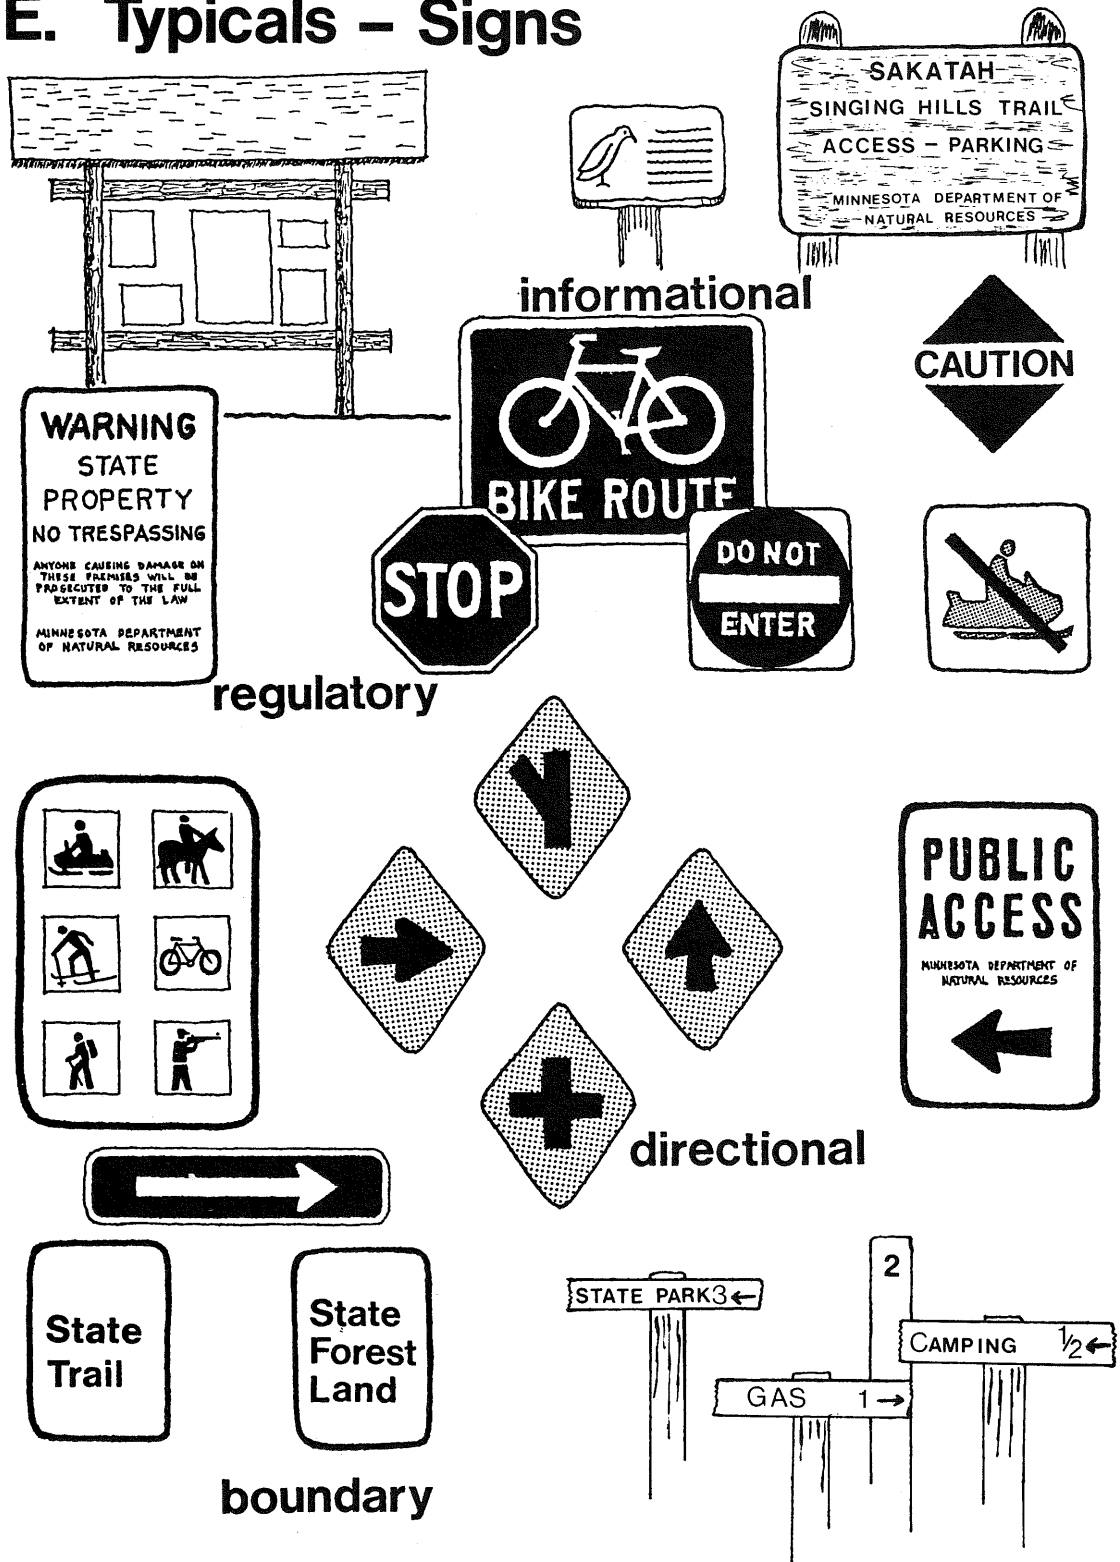 E. Typicals – Signs
SAKATAH
SINGING HILLS TRAIL
ACCESS – PARKING
MINNESOTA DEPARTMENT OF
NATURAL RESOURCES
informational
CAUTION
WARNING
STATE
PROPERTY
NO TRESPASSING
ANYONE CAUSING DAMAGE ON
THESE PREMISES WILL BE
PROSECUTED TO THE FULL
EXTENT OF THE LAW
MINNESOTA DEPARTMENT
OF NATURAL RESOURCES
BIKE ROUTE
STOP
DO NOT
ENTER
regulatory
PUBLIC
ACCESS
MINNESOTA DEPARTMENT OF
NATURAL RESOURCES
directional
State
Trail
State
Forest
Land
STATE PARK 3 ←
2
CAMPING 1/2 ←
GAS 1 →
boundary